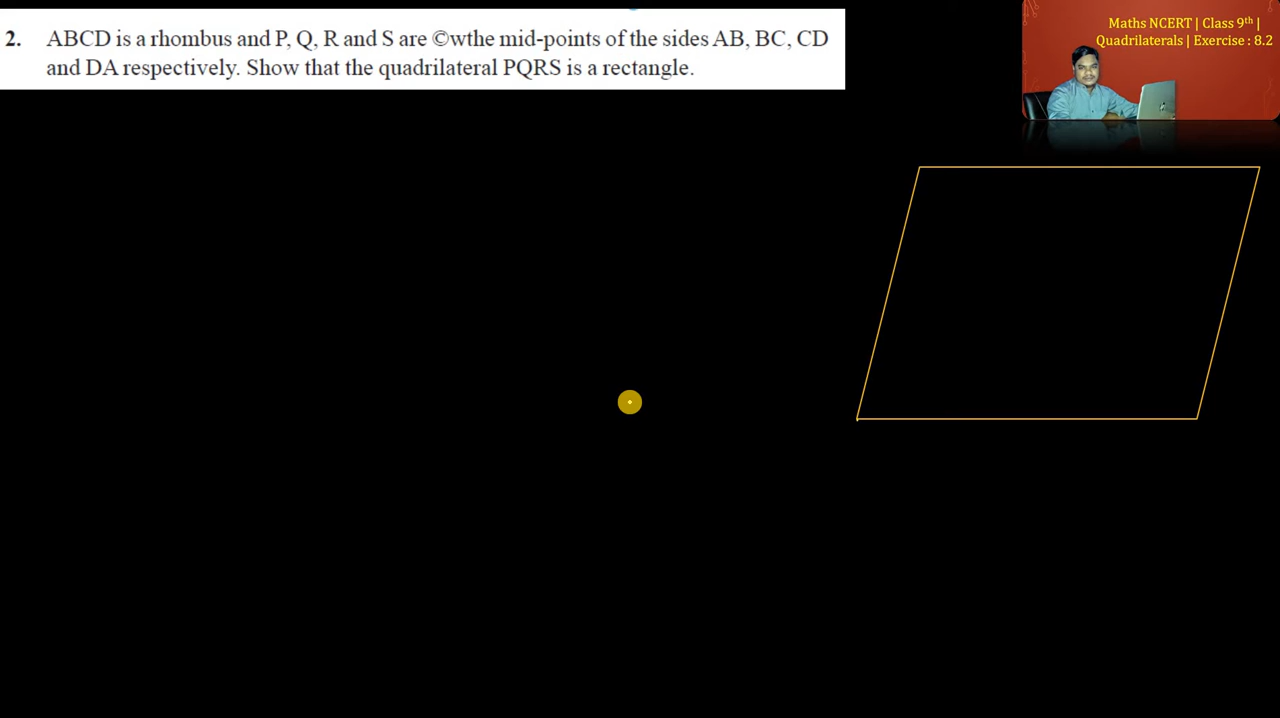 2. ABCD is a rhombus and P, Q, R and S are ©wthe mid-points of the sides AB, BC, CD
and DA respectively. Show that the quadrilateral PQRS is a rectangle.
Maths NCERT | Class 9th |
Quadrilaterals | Exercise : 8.2